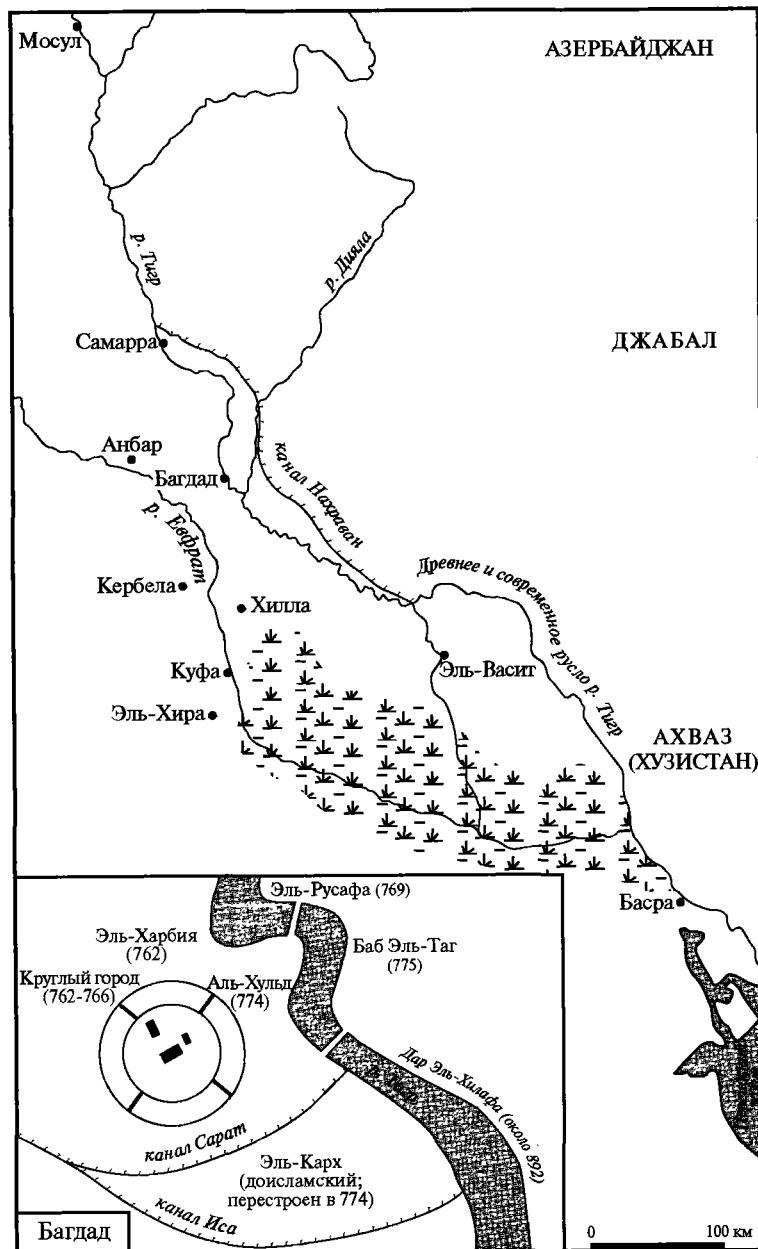 Мосул
АЗЕРБАЙДЖАН
р. Тигр
р. Дияла
Самарра
ДЖАБАЛ
Анбар
Багдад
канал Нахраван
р. Евфрат
Кербела
Хилла
Древнее и современное русло р. Тигр
Куфа
Эль-Васит
Эль-Хира
АХВАЗ
(ХУЗИСТАН)
Басра
Эль-Русафа (769)
Эль-Харбия
(762)
Баб Эль-Таг
(775)
Круглый город
(762-766)
Аль-Хульд
(774)
р. Тигр
Дар Эль-Хилафа (около 892)
канал Сарат
Эль-Карх
(доисламский;
перестроен в 774)
канал Иса
Багдад
0 100 км